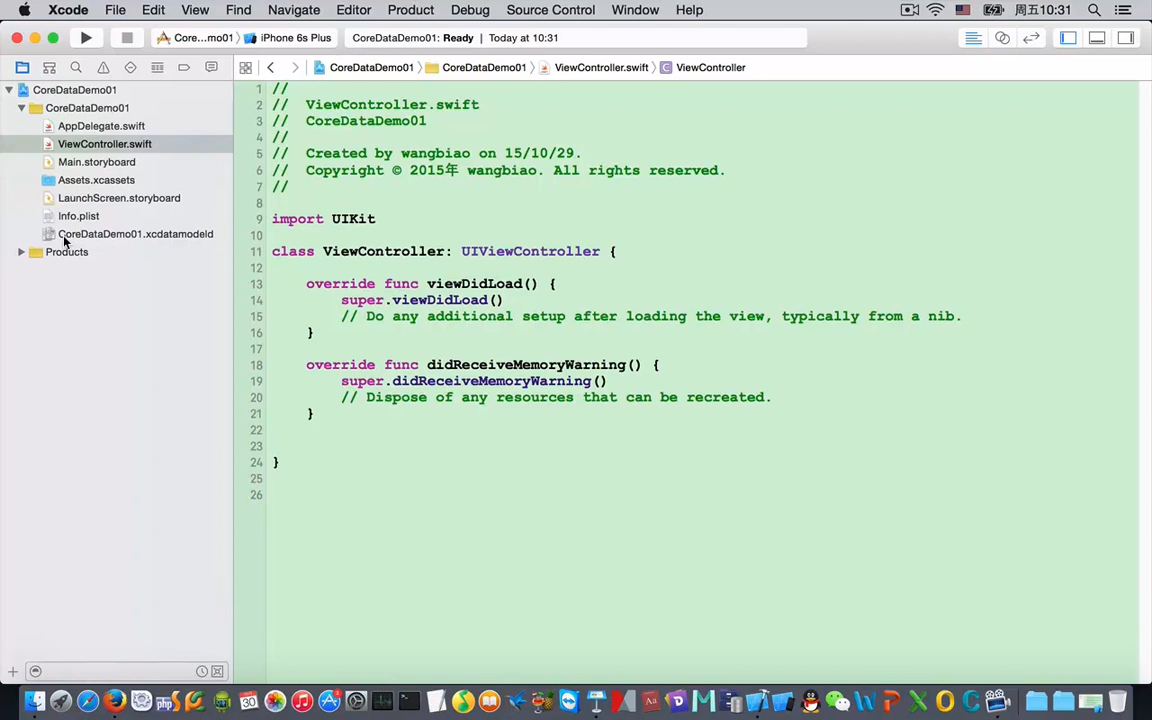 Xcode File Edit View Find Navigate Editor Product Debug Source Control Window Help 周五10:31
Core...mo01 iPhone 6s Plus CoreDataDemo01: Ready Today at 10:31
CoreDataDemo01 CoreDataDemo01 ViewController.swift C ViewController
CoreDataDemo01
CoreDataDemo01
AppDelegate.swift
ViewController.swift
Main.storyboard
Assets.xcassets
LaunchScreen.storyboard
Info.plist
CoreDataDemo01.xcdatamodeld
Products
1 //
2 // ViewController.swift
3 // CoreDataDemo01
4 //
5 // Created by wangbiao on 15/10/29.
6 // Copyright © 2015年 wangbiao. All rights reserved.
7 //
8
9 import UIKit
10
11 class ViewController: UIViewController {
12
13 override func viewDidLoad() {
14 super.viewDidLoad()
15 // Do any additional setup after loading the view, typically from a nib.
16 }
17
18 override func didReceiveMemoryWarning() {
19 super.didReceiveMemoryWarning()
20 // Dispose of any resources that can be recreated.
21 }
22
23
24 }
25
26